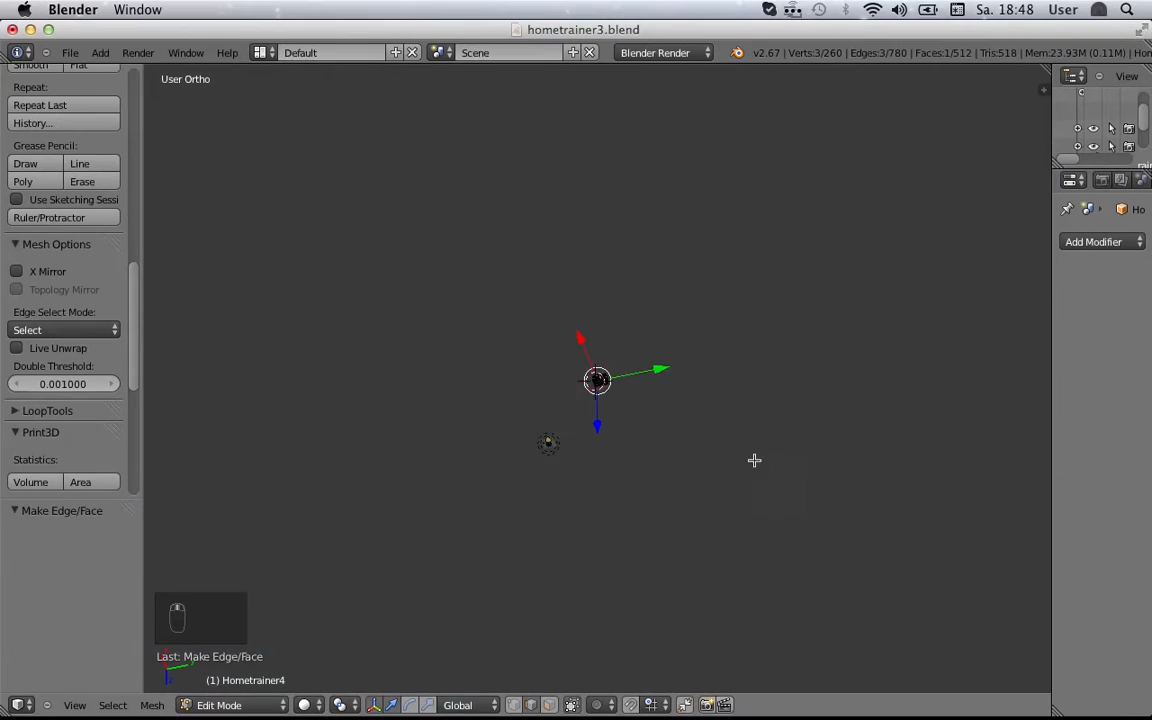 Blender Window Sa. 18:48 User
hometrainer3.blend
File Add Render Window Help Default Scene Blender Render v2.67 | Verts:3/260 | Edges:3/780 | Faces:1/512 | Tris:518 | Mem:23.93M (0.11M) | Hom
Smooth Flat
User Ortho
View
Repeat:
Repeat Last
History...
Grease Pencil:
Draw Line
Poly Erase
Use Sketching Sessi
Ruler/Protractor
Ho
Mesh Options
Add Modifier
X Mirror
Topology Mirror
Edge Select Mode:
Select
Live Unwrap
Double Threshold:
0.001000
LoopTools
Print3D
Statistics:
Volume Area
Make Edge/Face
Last: Make Edge/Face
(1) Hometrainer4
View Select Mesh Edit Mode Global